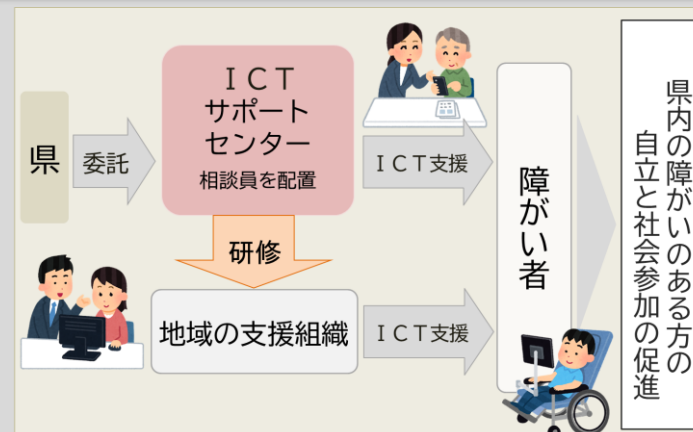 県
委託
ＩＣＴ
サポート
センター
相談員を配置
ＩＣＴ支援
研修
地域の支援組織
ＩＣＴ支援
障がい者
県内の障がいのある方の
自立と社会参加の促進